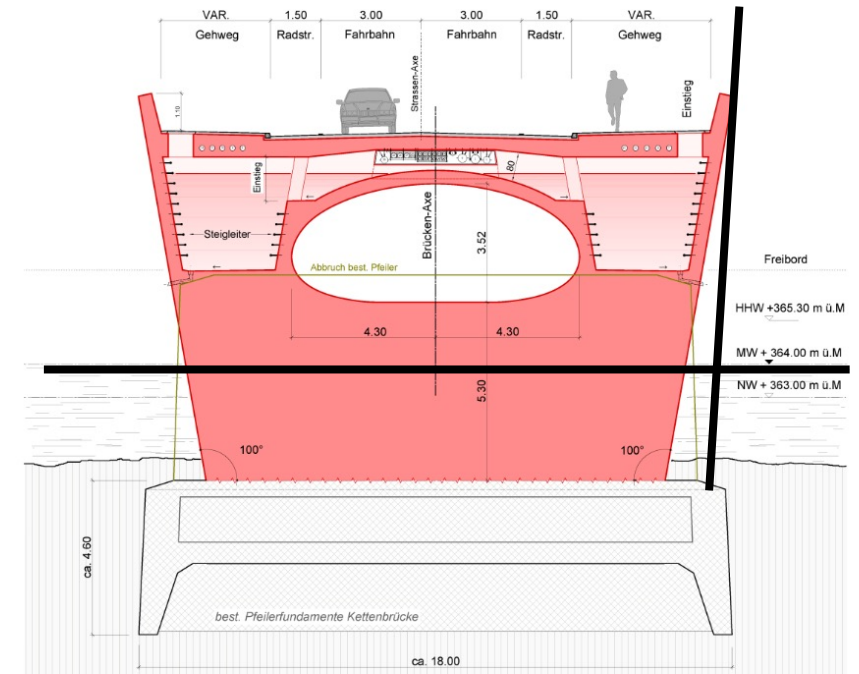 VAR. 1.50 3.00 3.00 1.50 VAR.
Gehweg Radstr. Fahrbahn Fahrbahn Radstr. Gehweg
Strassen-Axe
Einstieg
1.10
80
Einstieg
Steigleiter
Brücken-Axe
3.52
Abbruch best. Pfeiler
Freibord
HHW +365.30 m ü.M
4.30 4.30
MW + 364.00 m ü.M
NW + 363.00 m ü.M
5.30
100° 100°
ca. 4.60
best. Pfeilerfundamente Kettenbrücke
ca. 18.00